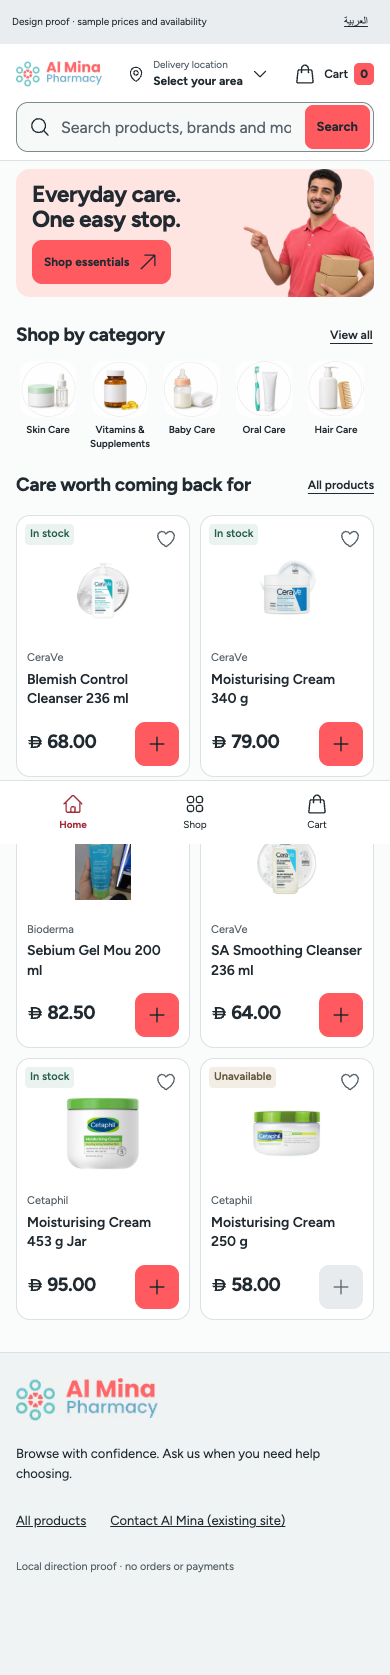 Design proof · sample prices and availability
العربية
Al Mina
Pharmacy
Delivery location
Select your area
Cart 0
Search products, brands and mo
Search
Everyday care.
One easy stop.
Shop essentials
Shop by category
View all
Skin Care
Vitamins &
Supplements
Baby Care
Oral Care
Hair Care
Care worth coming back for
All products
In stock
CeraVe
Blemish Control
Cleanser 236 ml
68.00
In stock
CeraVe
CeraVe
Moisturising Cream
340 g
79.00
Home
Shop
Cart
Bioderma
Sebium Gel Mou 200
ml
82.50
CeraVe
SA Smoothing Cleanser
236 ml
64.00
In stock
Cetaphil
Cetaphil
Moisturising Cream
453 g Jar
95.00
Unavailable
Cetaphil
Cetaphil
Moisturising Cream
250 g
58.00
Al Mina
Pharmacy
Browse with confidence. Ask us when you need help
choosing.
All products
Contact Al Mina (existing site)
Local direction proof · no orders or payments